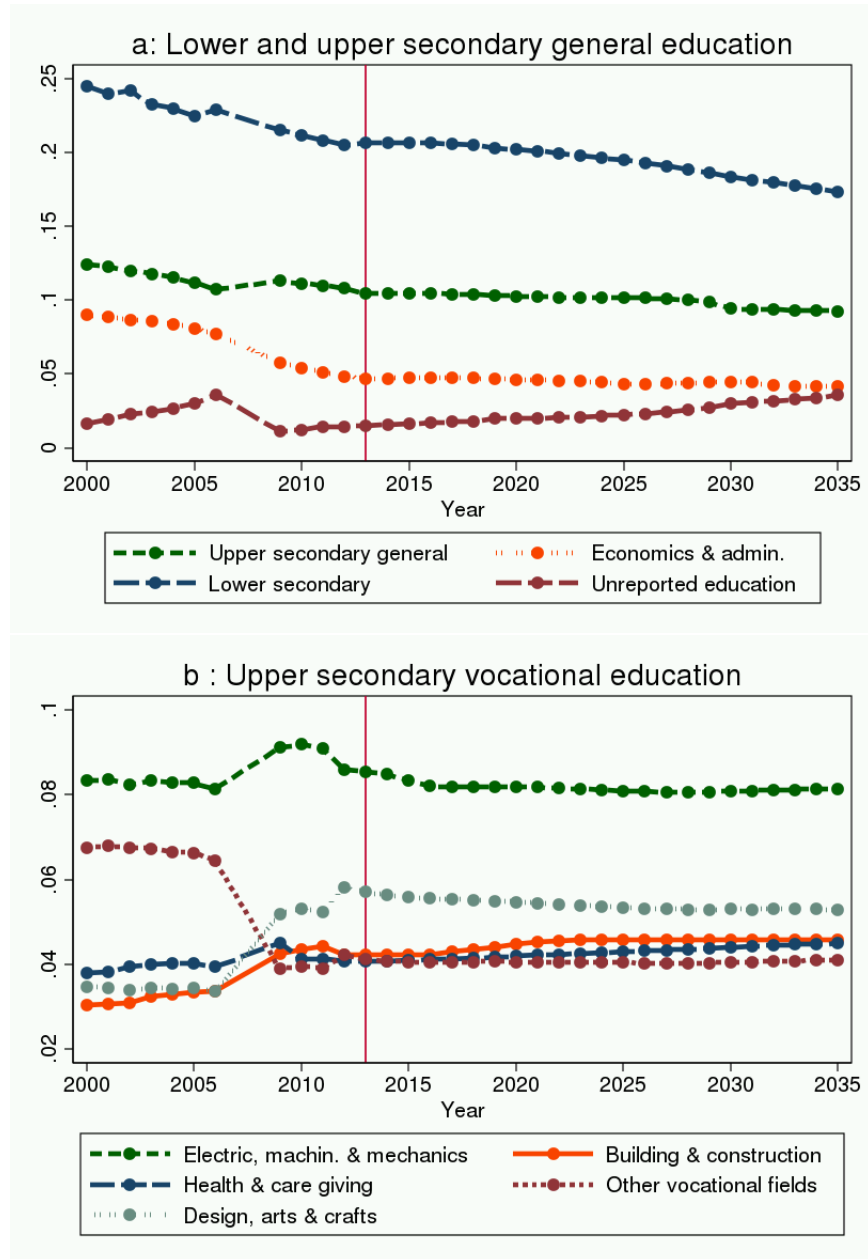 a: Lower and upper secondary general education
.25
.2
.15
.1
.05
0
2000 2005 2010 2015 2020 2025 2030 2035
Year
Upper secondary general Economics & admin.
Lower secondary Unreported education
b : Upper secondary vocational education
.1
.08
.06
.04
.02
2000 2005 2010 2015 2020 2025 2030 2035
Year
Electric, machin. & mechanics Building & construction
Health & care giving Other vocational fields
Design, arts & crafts